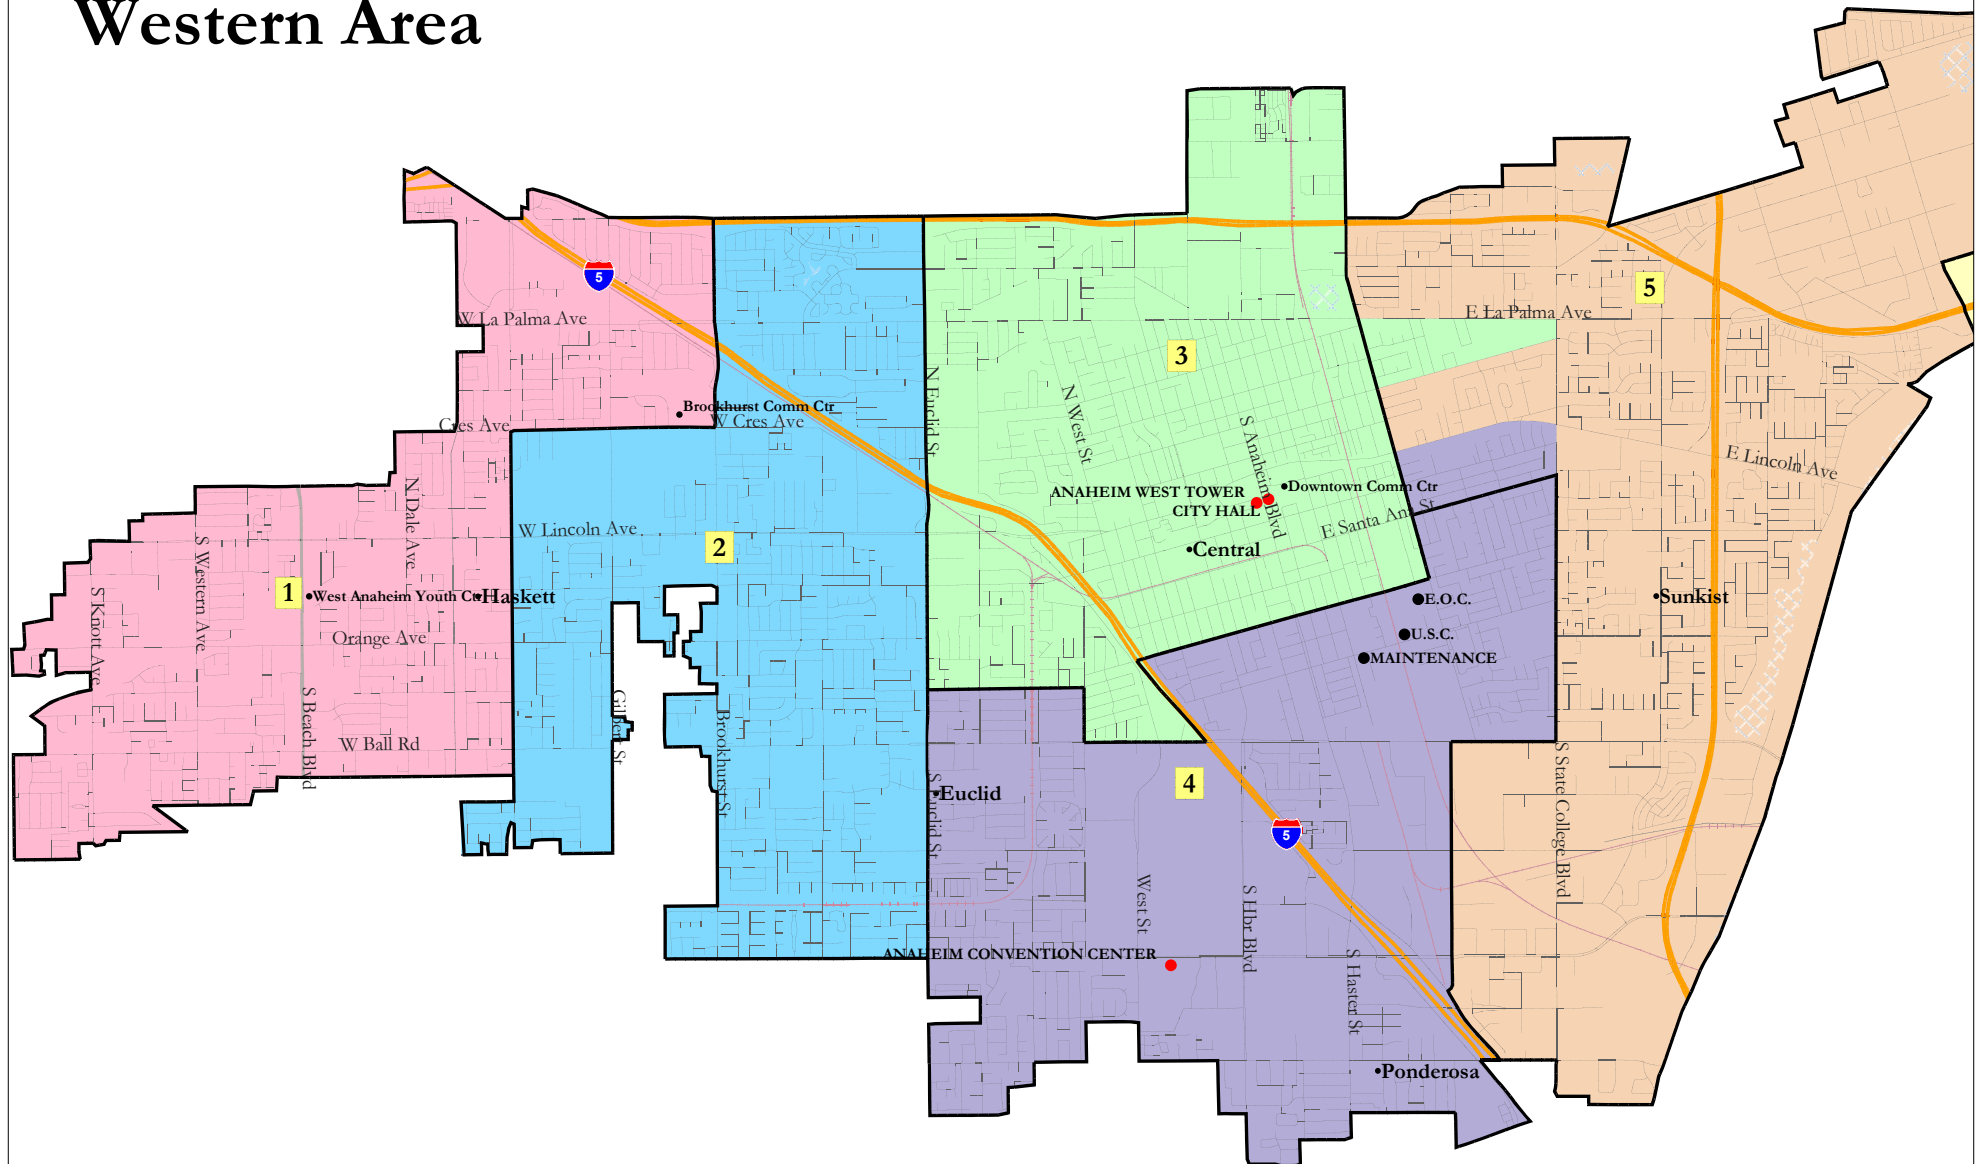 Western Area
5
W La Palma Ave
E La Palma Ave
5
3
Brookhurst Comm Ctr
W Cres Ave
Cres Ave
N Euclid St
N West St
S Anaheim Blvd
E Lincoln Ave
N Dale Ave
ANAHEIM WEST TOWER
Downtown Comm Ctr
CITY HALL
E Santa Ana St
W Lincoln Ave
2
Central
S Western Ave
S Knott Ave
1
West Anaheim Youth Ctr
Haskett
E.O.C.
Sunkist
Orange Ave
U.S.C.
MAINTENANCE
S Beach Blvd
Gilbert St
Brookhurst St
W Ball Rd
S State College Blvd
4
S Euclid St
Euclid
5
West St
S Hbr Blvd
ANAHEIM CONVENTION CENTER
S Haster St
Ponderosa